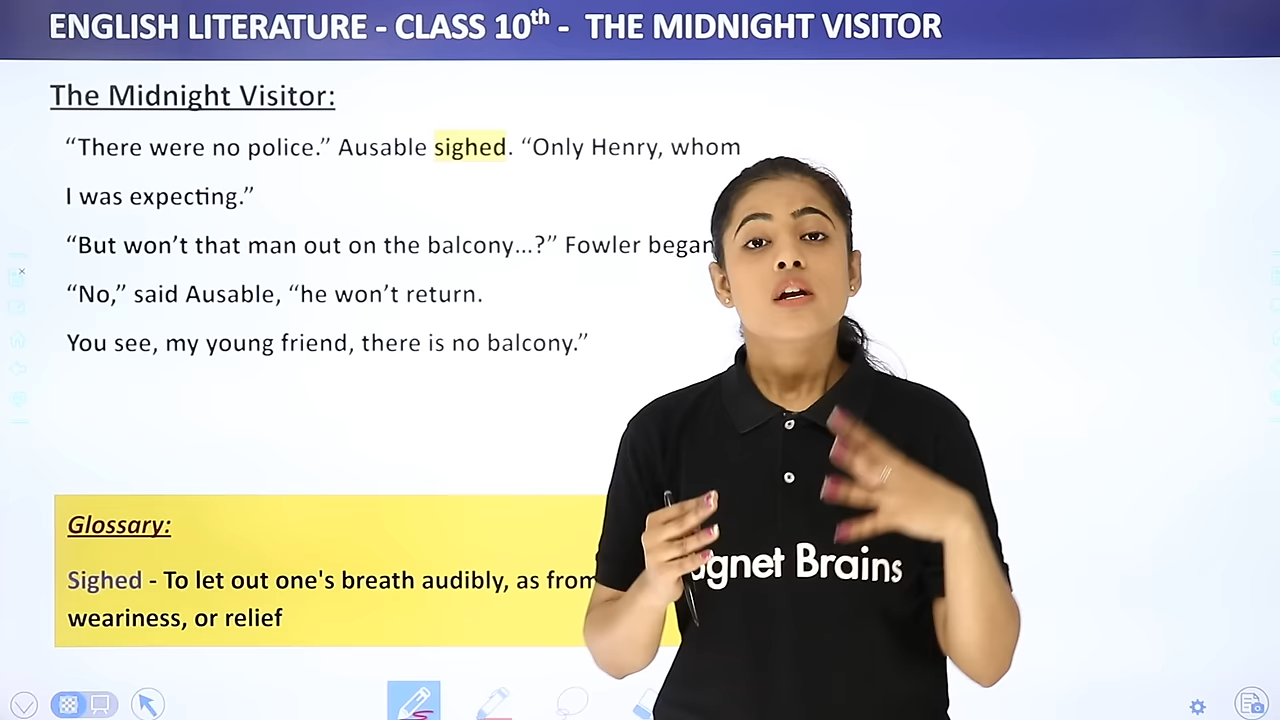 ENGLISH LITERATURE - CLASS 10th - THE MIDNIGHT VISITOR
The Midnight Visitor:
“There were no police.” Ausable sighed. “Only Henry, whom
I was expecting.”
“But won’t that man out on the balcony...?” Fowler began
“No,” said Ausable, “he won’t return.
You see, my young friend, there is no balcony.”
Glossary:
Sighed - To let out one's breath audibly, as from
weariness, or relief
gnet Brains